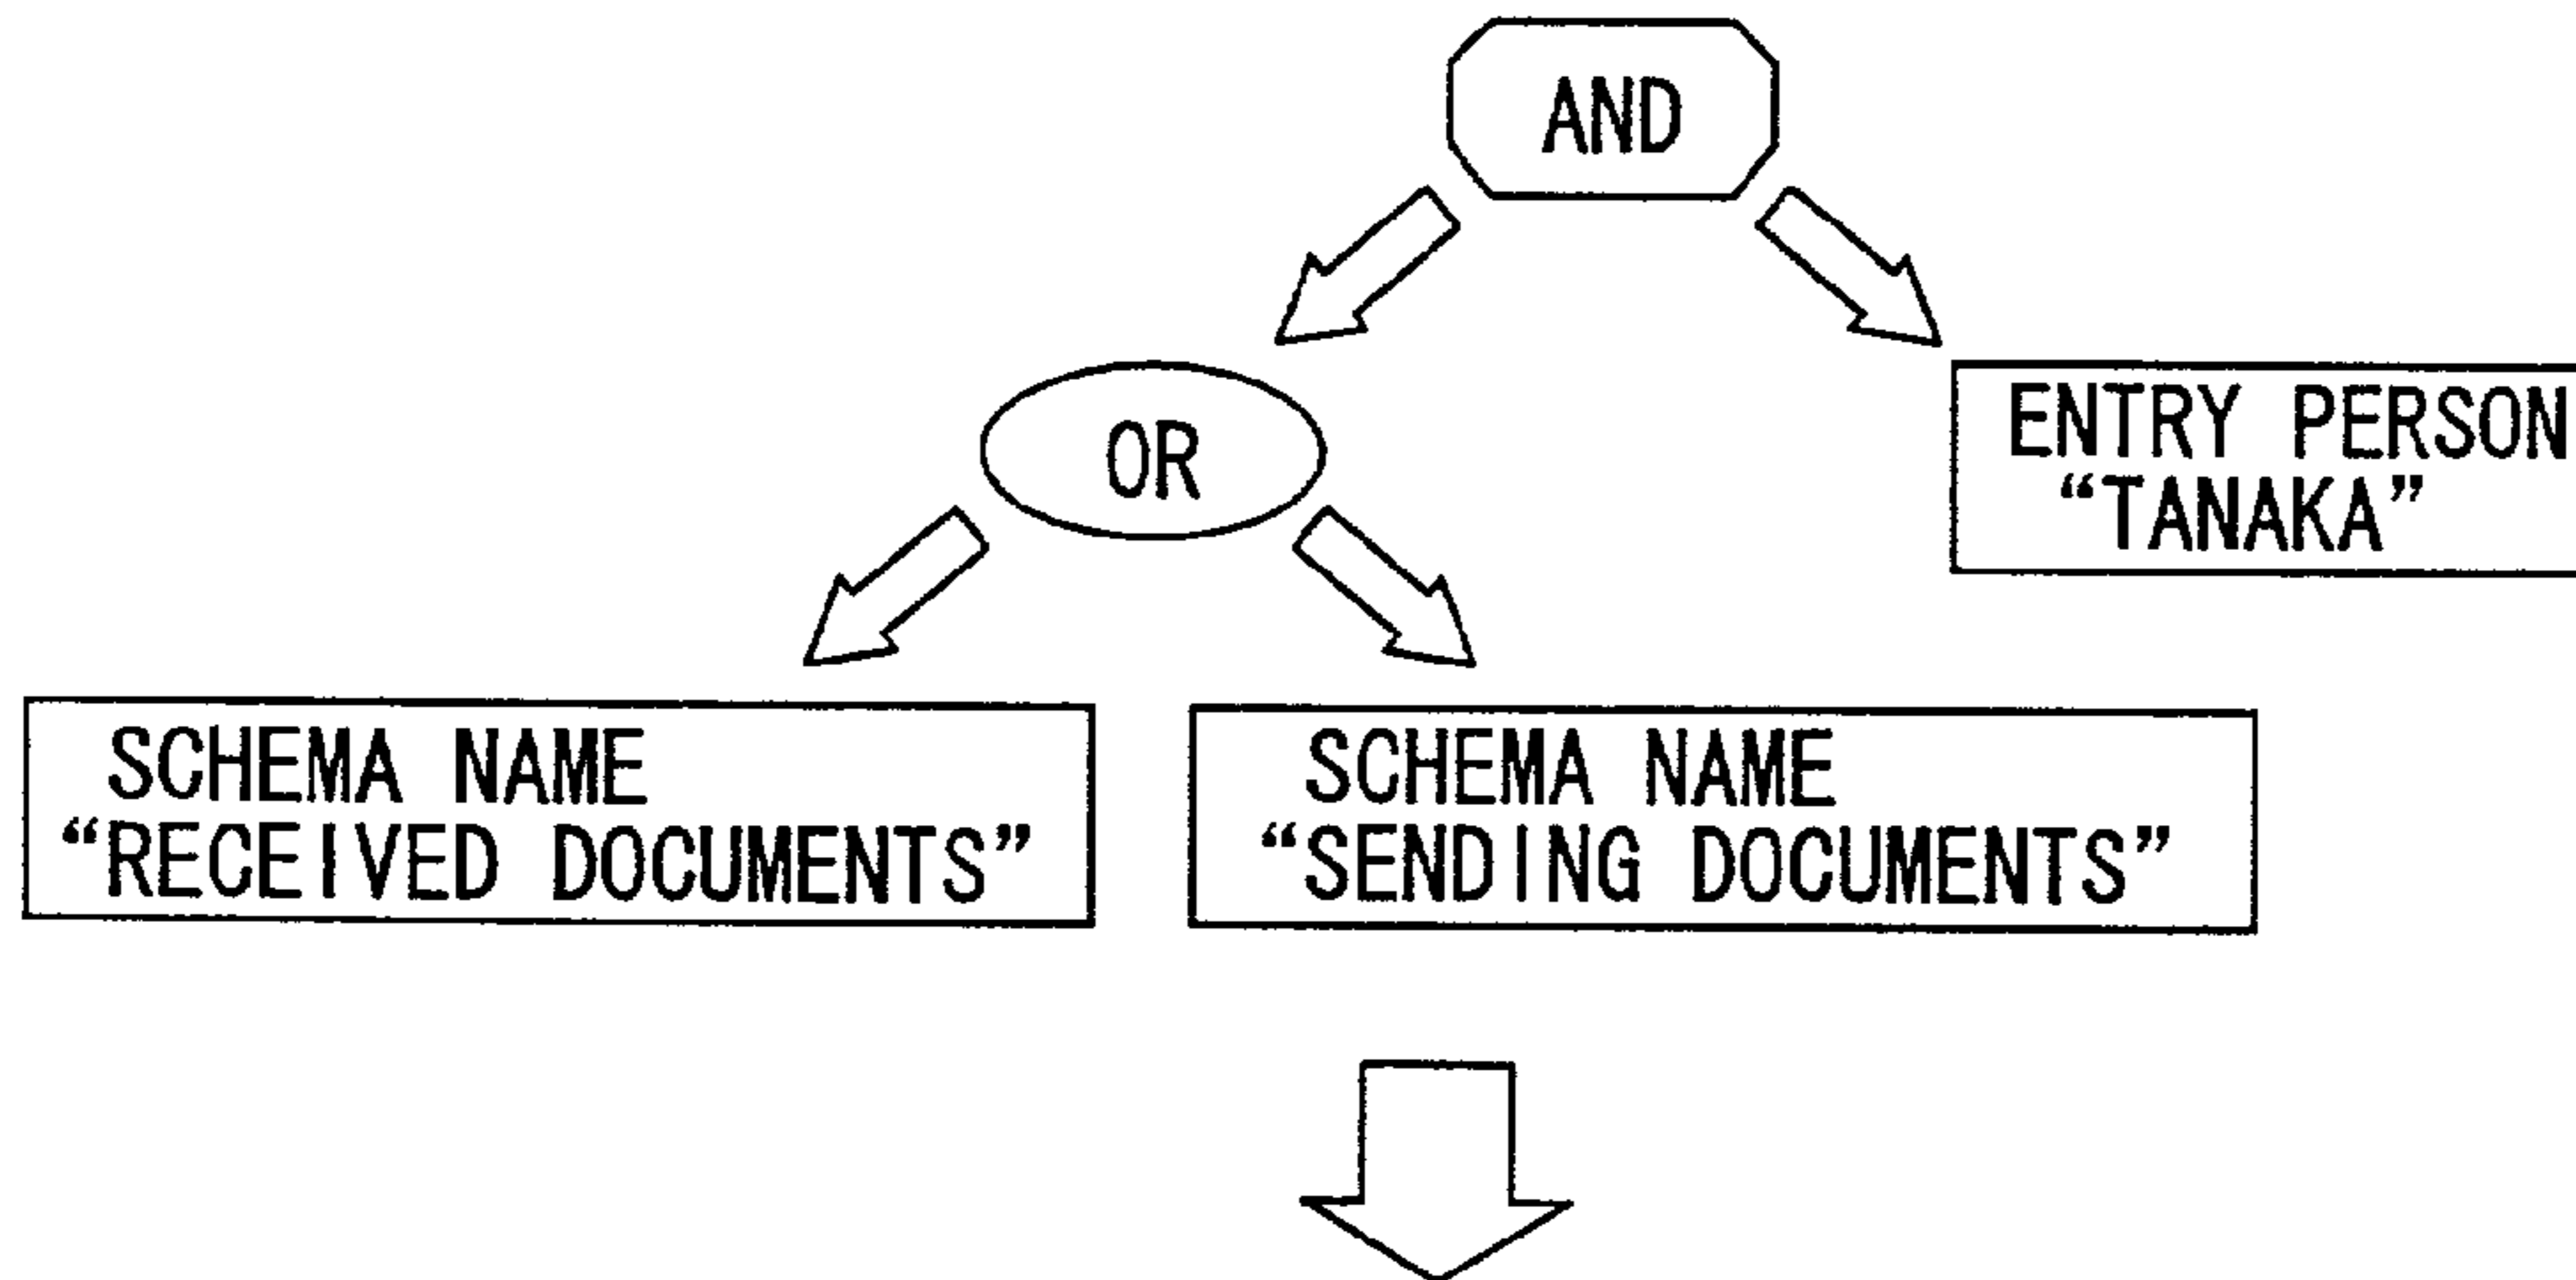 AND
OR
ENTRY PERSON
“TANAKA”
SCHEMA NAME
“RECEIVED DOCUMENTS”
SCHEMA NAME
“SENDING DOCUMENTS”